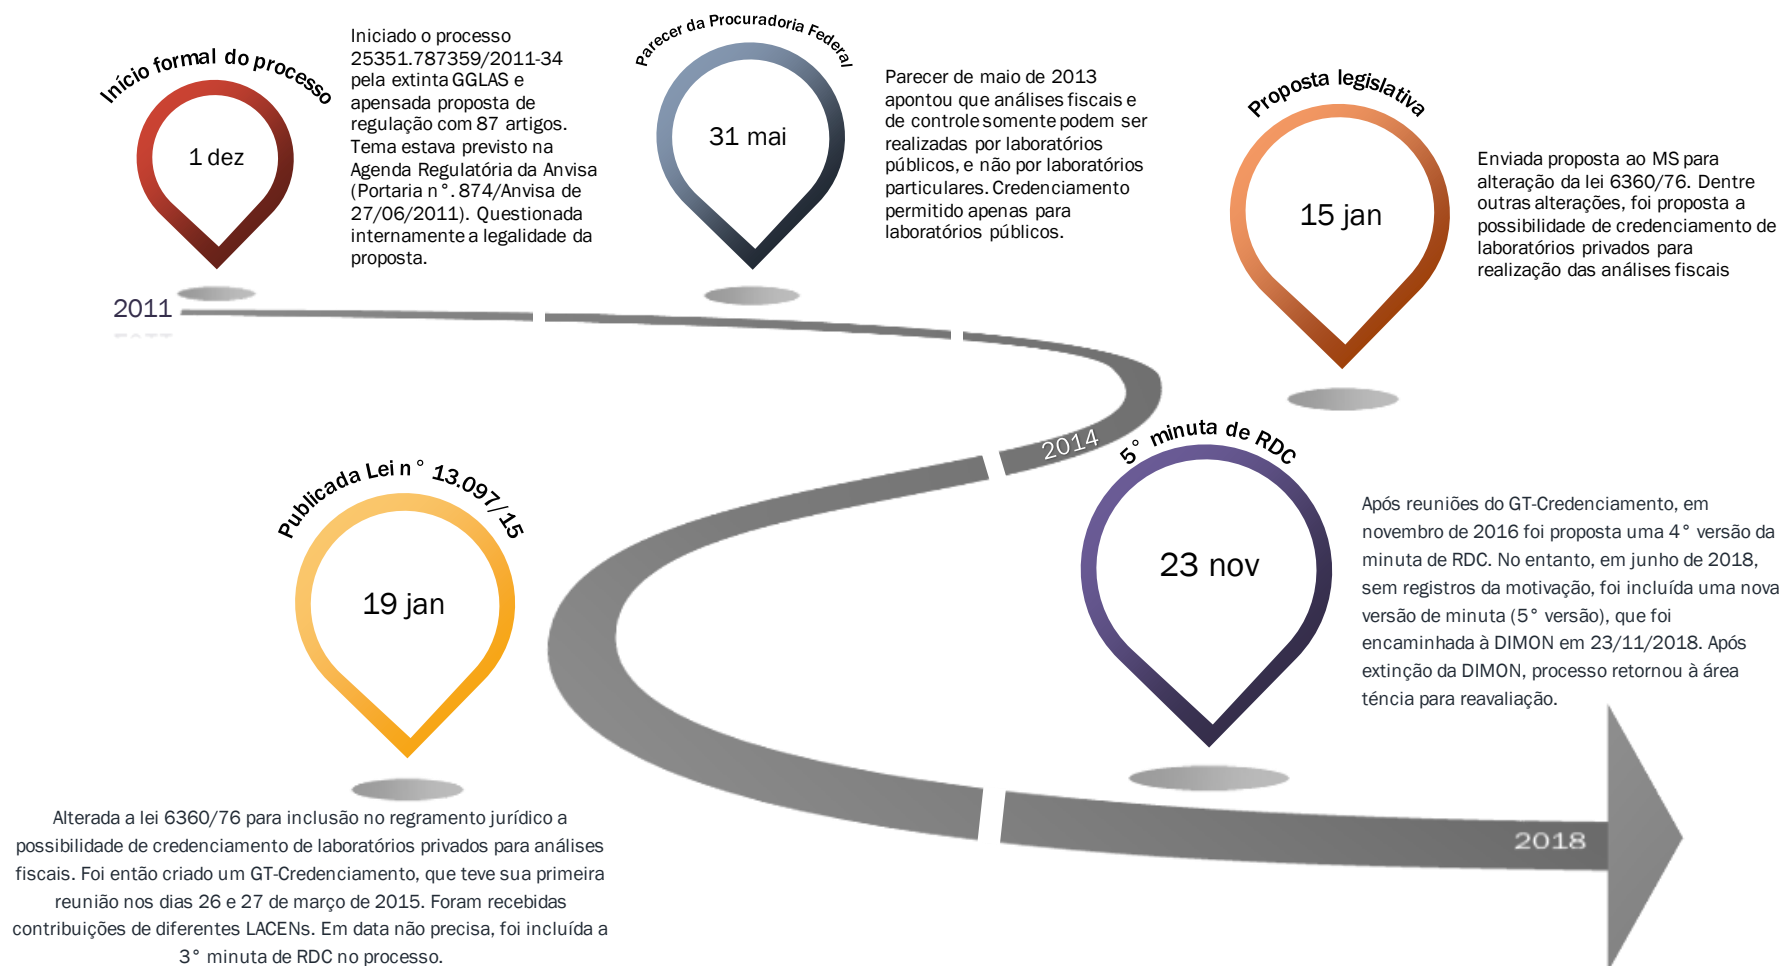 Início formal do processo
1 dez
Iniciado o processo
25351.787359/2011-34
pela extinta GGLAS e
apensada proposta de
regulação com 87 artigos.
Tema estava previsto na
Agenda Regulatória da Anvisa
(Portaria n°. 874/Anvisa de
27/06/2011). Questionada
internamente a legalidade da
proposta.
Parecer da Procuradoria Federal
31 mai
Parecer de maio de 2013
apontou que análises fiscais e
de controle somente podem ser
realizadas por laboratórios
públicos, e não por laboratórios
particulares. Credenciamento
permitido apenas para
laboratórios públicos.
Proposta legislativa
15 jan
Enviada proposta ao MS para
alteração da lei 6360/76. Dentre
outras alterações, foi proposta a
possibilidade de credenciamento de
laboratórios privados para
realização das análises fiscais
2011
2014
Publicada Lei n° 13.097/15
19 jan
Alterada a lei 6360/76 para inclusão no regramento jurídico a
possibilidade de credenciamento de laboratórios privados para análises
fiscais. Foi então criado um GT-Credenciamento, que teve sua primeira
reunião nos dias 26 e 27 de março de 2015. Foram recebidas
contribuições de diferentes LACENs. Em data não precisa, foi incluída a
3° minuta de RDC no processo.
5° minuta de RDC
23 nov
Após reuniões do GT-Credenciamento, em
novembro de 2016 foi proposta uma 4° versão da
minuta de RDC. No entanto, em junho de 2018,
sem registros da motivação, foi incluída uma nova
versão de minuta (5° versão), que foi
encaminhada à DIMON em 23/11/2018. Após
extinção da DIMON, processo retornou à área
téncia para reavaliação.
2018